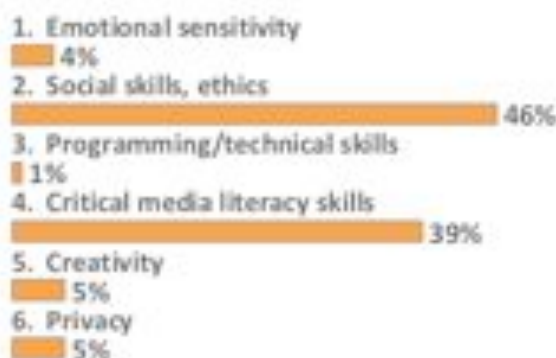 1. Emotional sensitivity
4%
2. Social skills, ethics
46%
3. Programming/technical skills
1%
4. Critical media literacy skills
39%
5. Creativity
5%
6. Privacy
5%